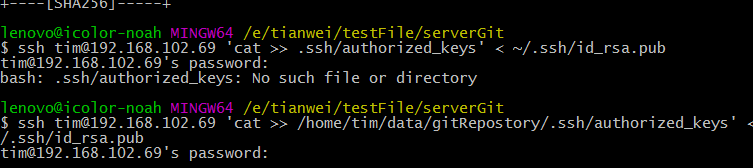 +----[SHA256]-----+
lenovo@icolor-noah MINGW64 /e/tianwei/testFile/serverGit
$ ssh tim@192.168.102.69 'cat >> .ssh/authorized_keys' < ~/.ssh/id_rsa.pub
tim@192.168.102.69's password:
bash: .ssh/authorized_keys: No such file or directory
lenovo@icolor-noah MINGW64 /e/tianwei/testFile/serverGit
$ ssh tim@192.168.102.69 'cat >> /home/tim/data/gitRepostory/.ssh/authorized_keys' <
/.ssh/id_rsa.pub
tim@192.168.102.69's password: